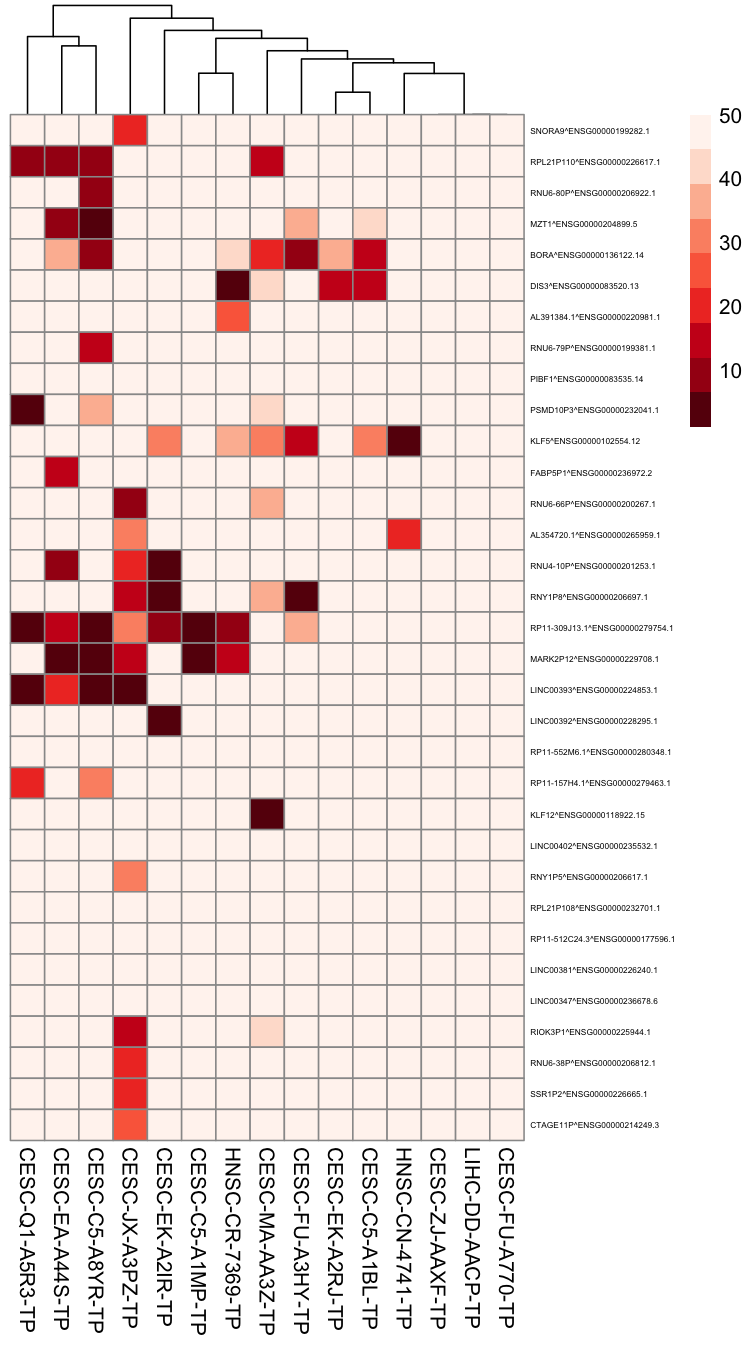 50
40
30
20
10
SNORA9^ENSG00000199282.1
RPL21P110^ENSG00000226617.1
RNU6-80P^ENSG00000206922.1
MZT1^ENSG00000204899.5
BORA^ENSG00000136122.14
DIS3^ENSG00000083520.13
AL391384.1^ENSG00000220981.1
RNU6-79P^ENSG00000199381.1
PIBF1^ENSG00000083535.14
PSMD10P3^ENSG00000232041.1
KLF5^ENSG00000102554.12
FABP5P1^ENSG00000236972.2
RNU6-66P^ENSG00000200267.1
AL354720.1^ENSG00000265959.1
RNU4-10P^ENSG00000201253.1
RNY1P8^ENSG00000206697.1
RP11-309J13.1^ENSG00000279754.1
MARK2P12^ENSG00000229708.1
LINC00393^ENSG00000224853.1
LINC00392^ENSG00000228295.1
RP11-552M6.1^ENSG00000280348.1
RP11-157H4.1^ENSG00000279463.1
KLF12^ENSG00000118922.15
LINC00402^ENSG00000235532.1
RNY1P5^ENSG00000206617.1
RPL21P108^ENSG00000232701.1
RP11-512C24.3^ENSG00000177596.1
LINC00381^ENSG00000226240.1
LINC00347^ENSG00000236678.6
RIOK3P1^ENSG00000225944.1
RNU6-38P^ENSG00000206812.1
SSR1P2^ENSG00000226665.1
CTAGE11P^ENSG00000214249.3
CESC-Q1-A5R3-TP
CESC-EA-A44S-TP
CESC-C5-A8YR-TP
CESC-JX-A3PZ-TP
CESC-EK-A2IR-TP
CESC-C5-A1MP-TP
HNSC-CR-7369-TP
CESC-MA-AA3Z-TP
CESC-FU-A3HY-TP
CESC-EK-A2RJ-TP
CESC-C5-A1BL-TP
HNSC-CN-4741-TP
CESC-ZJ-AAXF-TP
LIHC-DD-AACP-TP
CESC-FU-A770-TP